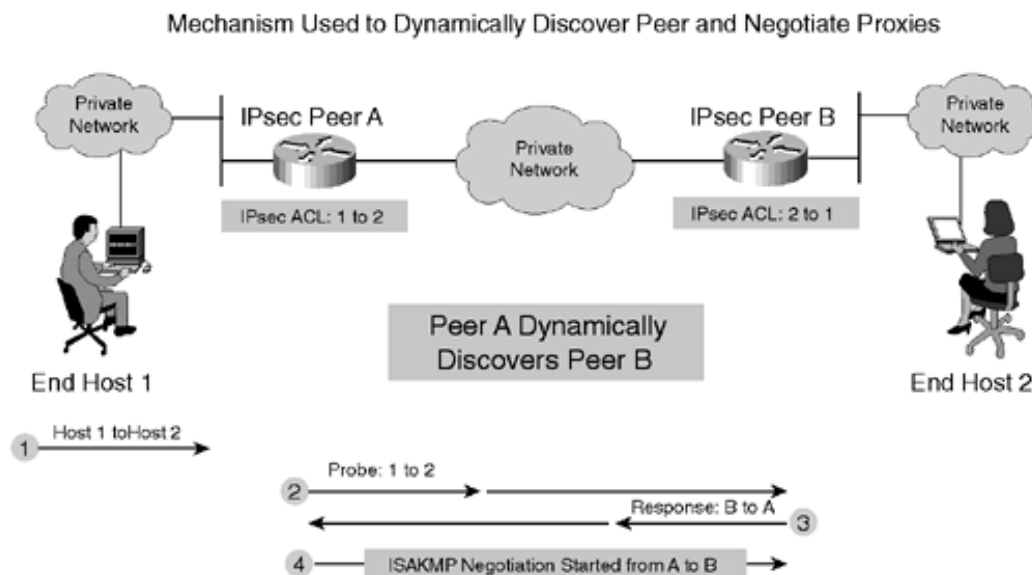 Mechanism Used to Dynamically Discover Peer and Negotiate Proxies
Private
Network
IPsec Peer A
Private
Network
IPsec Peer B
Private
Network
IPsec ACL: 1 to 2
IPsec ACL: 2 to 1
Peer A Dynamically
Discovers Peer B
End Host 1
End Host 2
1
Host 1 toHost 2
2
Probe: 1 to 2
Response: B to A
3
4
ISAKMP Negotiation Started from A to B